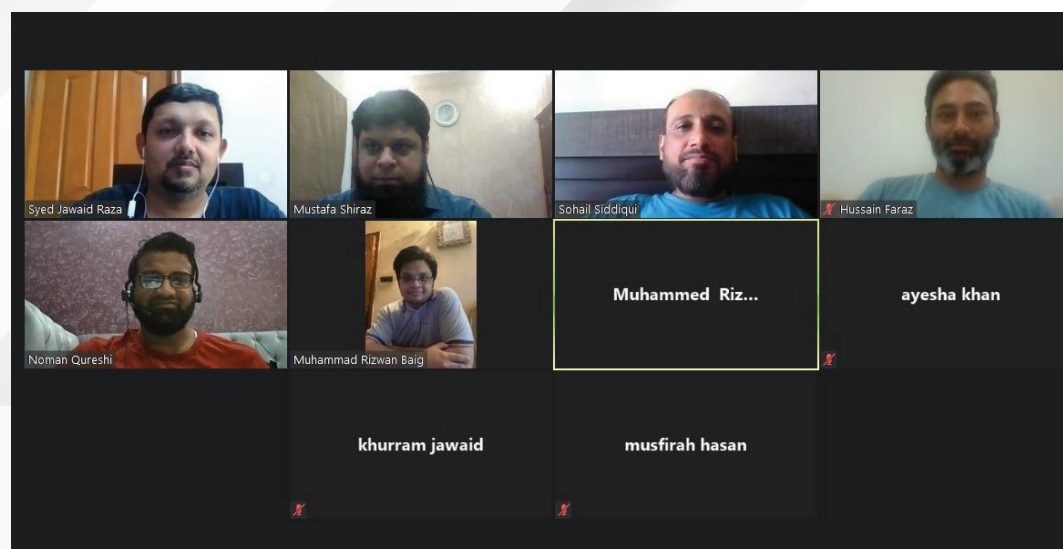 Syed Jawaid Raza
Mustafa Shiraz
Sohail Siddiqui
Hussain Faraz
Noman Qureshi
Muhammad Rizwan Baig
Muhammed Riz...
ayesha khan
khurram jawaid
musfirah hasan